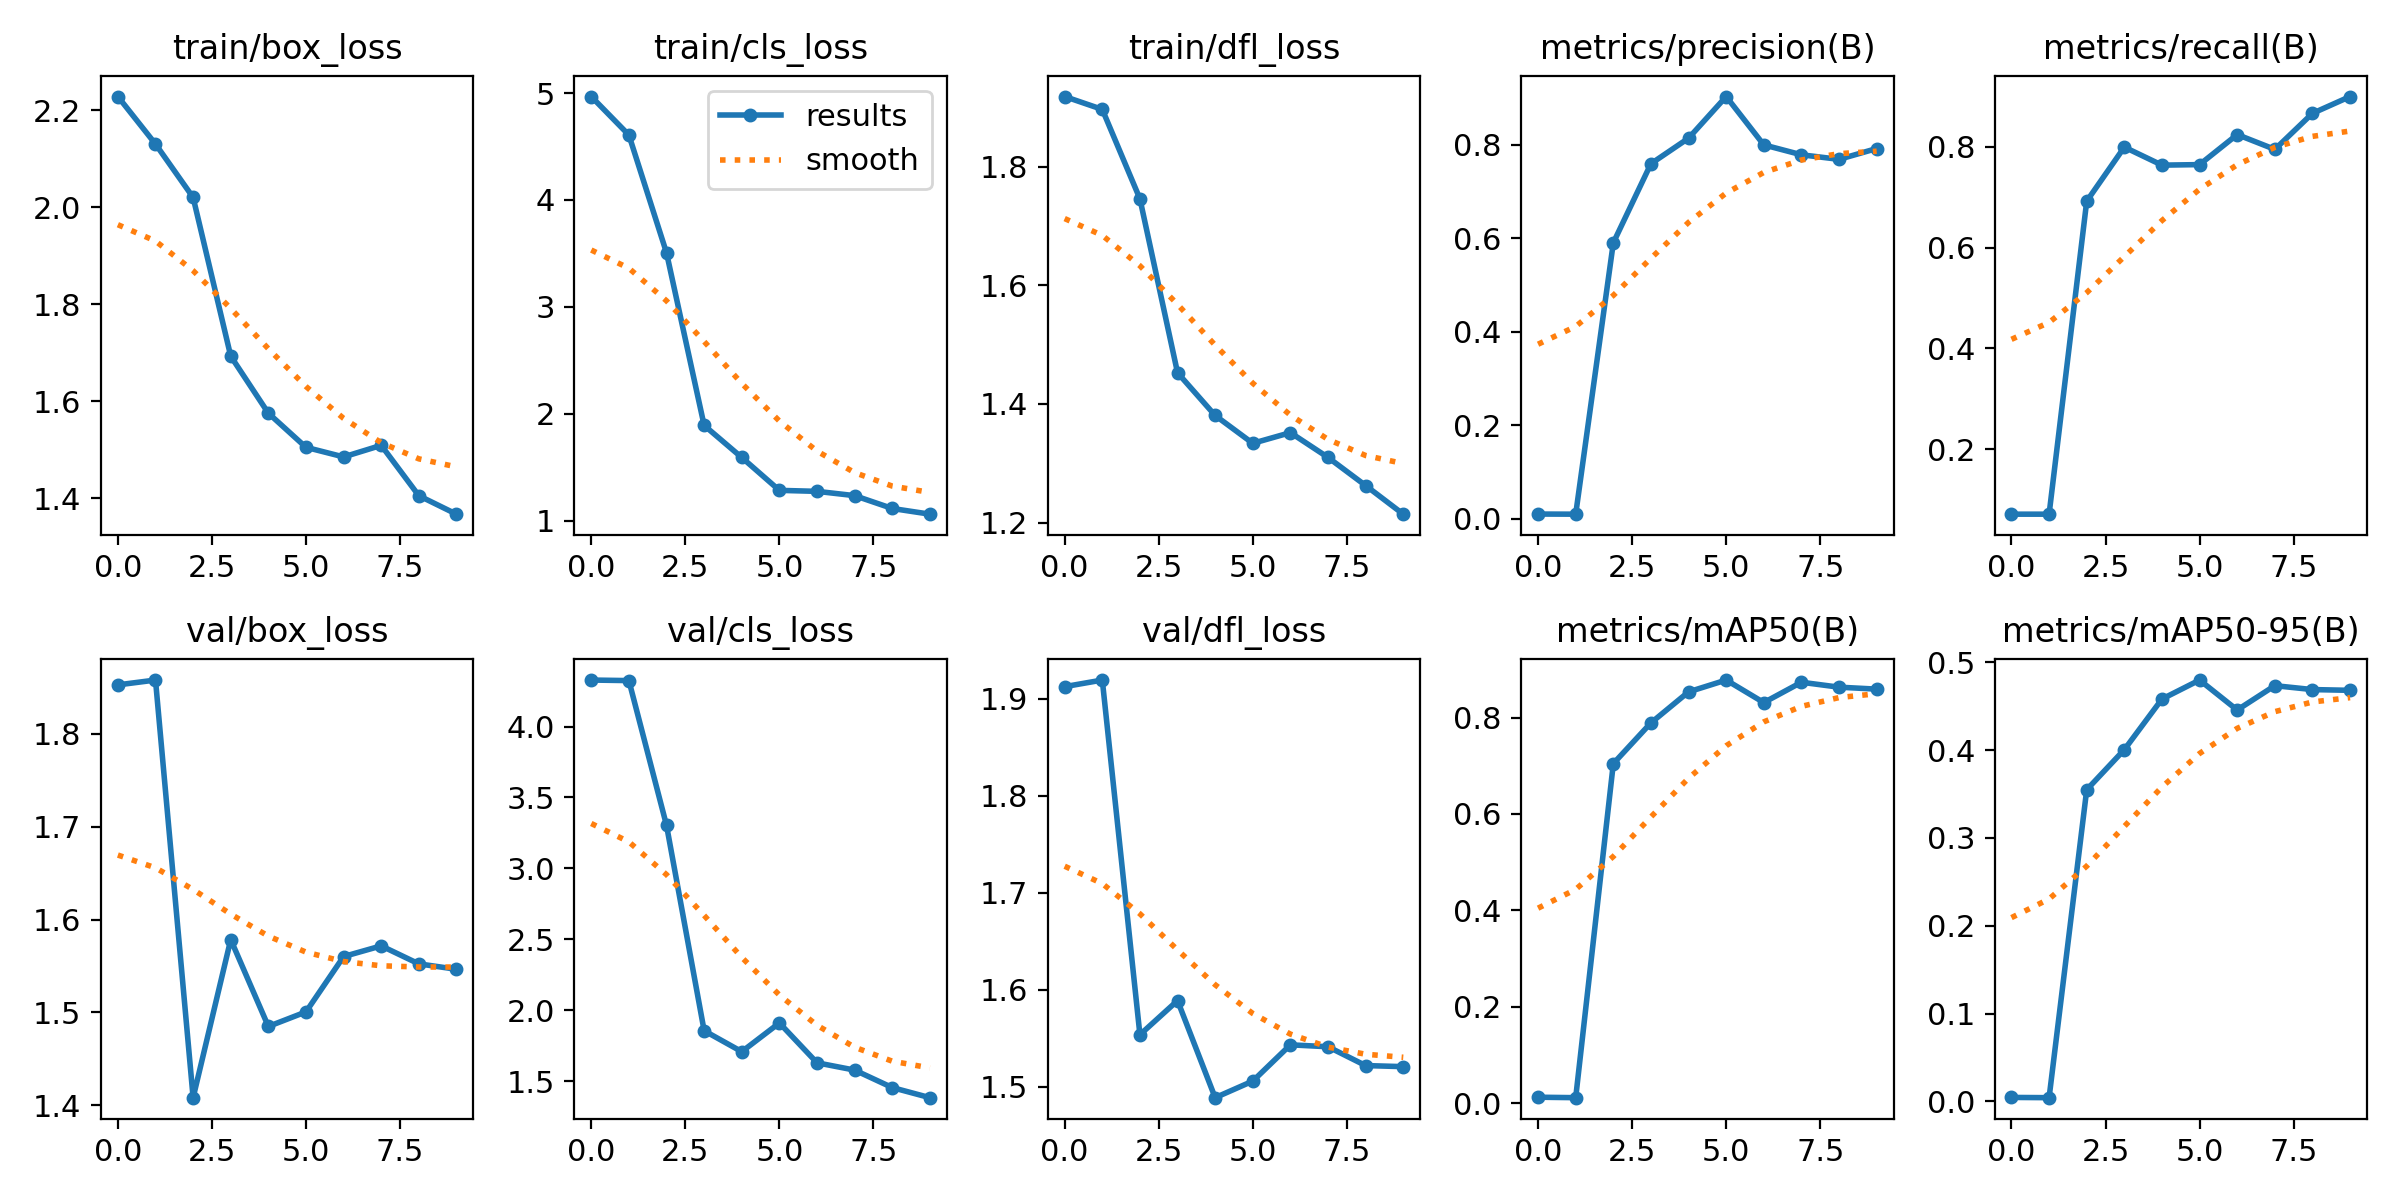 train/box_loss
2.2
2.0
1.8
1.6
1.4
0.0 2.5 5.0 7.5
train/cls_loss
results
smooth
5
4
3
2
1
0.0 2.5 5.0 7.5
train/dfl_loss
1.8
1.6
1.4
1.2
0.0 2.5 5.0 7.5
metrics/precision(B)
0.8
0.6
0.4
0.2
0.0
0.0 2.5 5.0 7.5
metrics/recall(B)
0.8
0.6
0.4
0.2
0.0 2.5 5.0 7.5
val/box_loss
1.8
1.7
1.6
1.5
1.4
0.0 2.5 5.0 7.5
val/cls_loss
4.0
3.5
3.0
2.5
2.0
1.5
0.0 2.5 5.0 7.5
val/dfl_loss
1.9
1.8
1.7
1.6
1.5
0.0 2.5 5.0 7.5
metrics/mAP50(B)
0.8
0.6
0.4
0.2
0.0
0.0 2.5 5.0 7.5
metrics/mAP50-95(B)
0.5
0.4
0.3
0.2
0.1
0.0
0.0 2.5 5.0 7.5